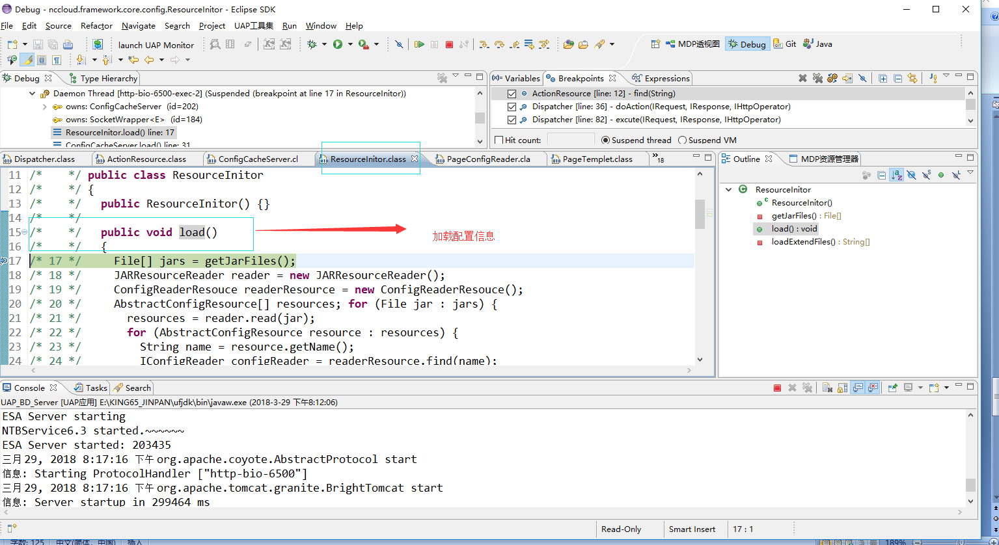 Debug - nccloud.framework.core.config.ResourceInitor - Eclipse SDK
File Edit Source Refactor Navigate Search Project UAP工具集 Run Window Help
launch UAP Monitor
MDP透视图 Debug Git Java
Debug Type Hierarchy
Daemon Thread [http-bio-6500-exec-2] (Suspended (breakpoint at line 17 in ResourceInitor))
owns: ConfigCacheServer (id=202)
owns: SocketWrapper<E> (id=184)
ResourceInitor.load() line: 17
ConfigCacheServer.load() line: 31
(x)= Variables Breakpoints Expressions
ActionResource [line: 12] - find(String)
Dispatcher [line: 36] - doAction(IRequest, IResponse, IHttpOperator)
Dispatcher [line: 82] - excute(IRequest, IResponse, IHttpOperator)
Hit count: Suspend thread Suspend VM
Dispatcher.class ActionResource.class ConfigCacheServer.cl ResourceInitor.class PageConfigReader.cla PageTemplet.class »18
11 /* */ public class ResourceInitor
12 /* */ {
13 /* */ public ResourceInitor() {}
14 /* */
15 /* */ public void load()
16 /* */ {
17 /* 17 */ File[] jars = getJarFiles();
18 /* 18 */ JARResourceReader reader = new JARResourceReader();
19 /* 19 */ ConfigReaderResouce readerResource = new ConfigReaderResouce();
20 /* 20 */ AbstractConfigResource[] resources; for (File jar : jars) {
21 /* 21 */ resources = reader.read(jar);
22 /* 22 */ for (AbstractConfigResource resource : resources) {
23 /* 23 */ String name = resource.getName();
24 /* 24 */ IConfigReader configReader = readerResource.find(name);
加载配置信息
Outline MDP资源管理器
ResourceInitor
ResourceInitor()
getJarFiles() : File[]
load() : void
loadExtendFiles() : String[]
Console Tasks Search
UAP_BD_Server [UAP应用] E:\KING65_JINPAN\ufjdk\bin\javaw.exe (2018-3-29 下午8:12:06)
ESA Server starting
NTBService6.3 started.~~~~~~
ESA Server started: 203435
三月 29, 2018 8:17:16 下午 org.apache.coyote.AbstractProtocol start
信息: Starting ProtocolHandler ["http-bio-6500"]
三月 29, 2018 8:17:16 下午 org.apache.tomcat.granite.BrightTomcat start
信息: Server startup in 299464 ms
Read-Only Smart Insert 17 : 1
字数: 125 中文(简体，中国) 插入 189%